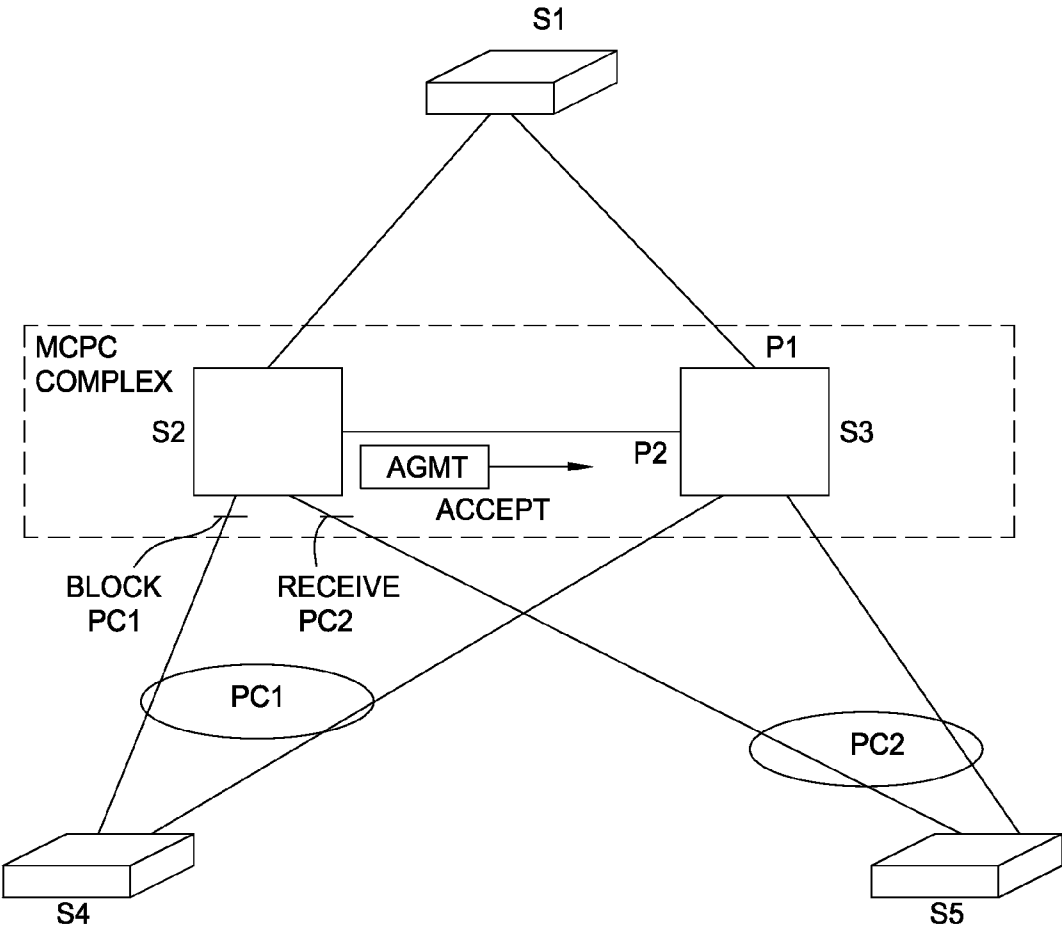 S1
MCPC
COMPLEX
P1
S2
S3
P2
AGMT
ACCEPT
BLOCK
PC1
RECEIVE
PC2
PC1
PC2
S4
S5